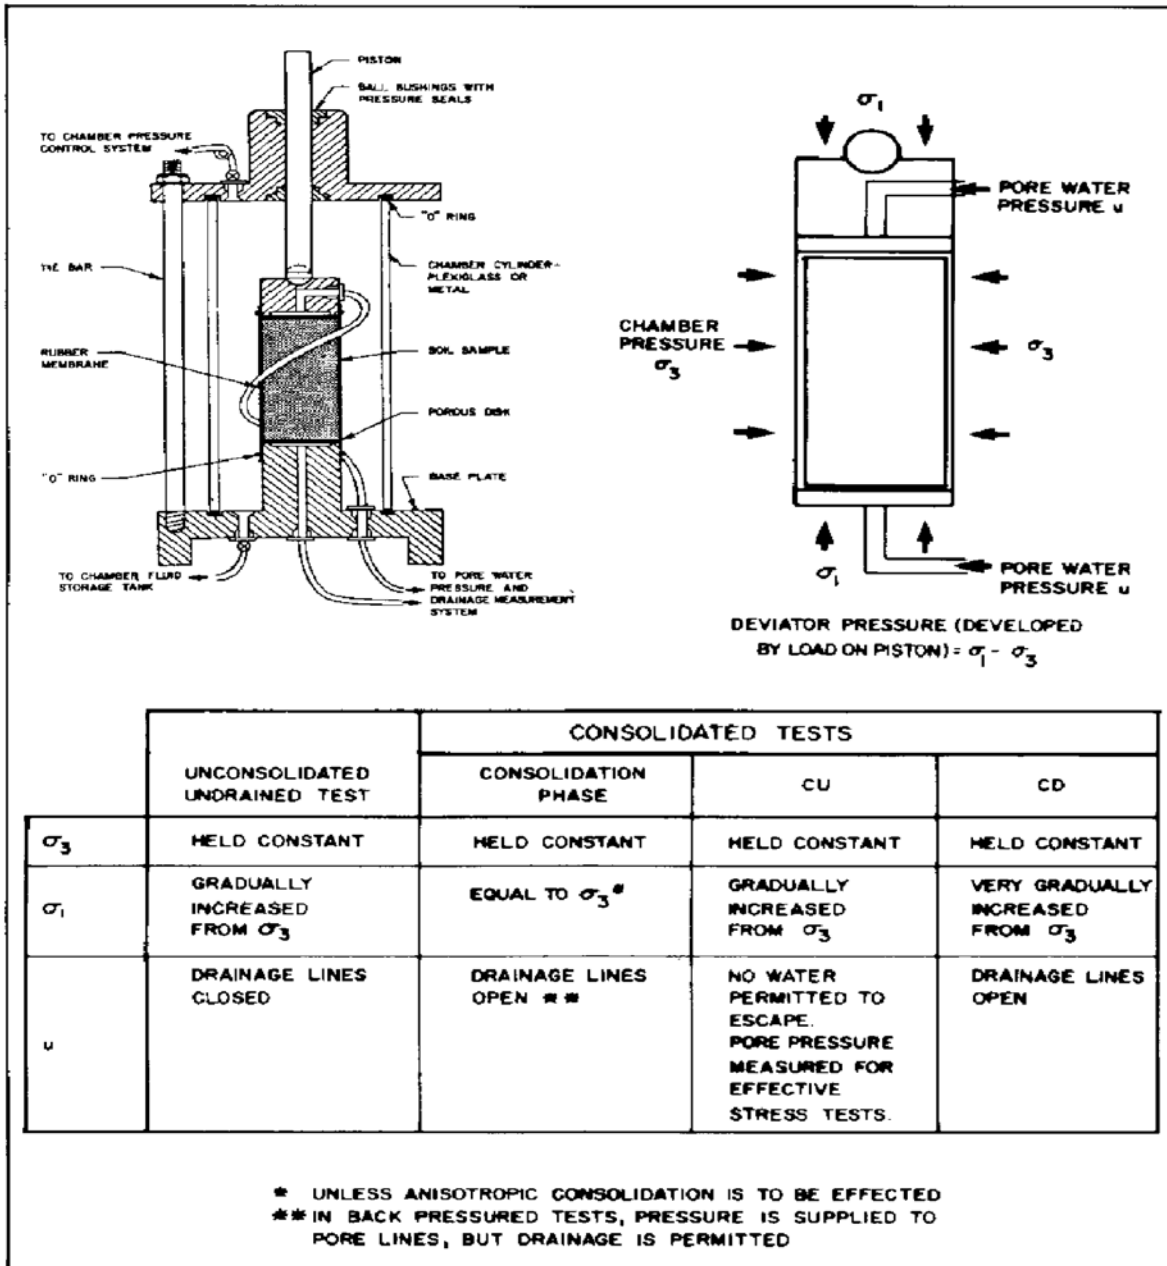 PISTON
BALL BUSHINGS WITH
PRESSURE SEALS
TO CHAMBER PRESSURE
CONTROL SYSTEM
"O" RING
TIE BAR
CHAMBER CYLINDER-
PLEXIGLASS OR
METAL
RUBBER
MEMBRANE
SOIL SAMPLE
POROUS DISK
"O" RING
BASE PLATE
TO CHAMBER FLUID
STORAGE TANK
TO PORE WATER
PRESSURE AND
DRAINAGE MEASUREMENT
SYSTEM
σ1
PORE WATER
PRESSURE u
CHAMBER
PRESSURE
σ3
σ3
σ1
PORE WATER
PRESSURE u
DEVIATOR PRESSURE (DEVELOPED
BY LOAD ON PISTON) = σ1 - σ3
CONSOLIDATED TESTS
UNCONSOLIDATED
UNDRAINED TEST
CONSOLIDATION
PHASE
CU
CD
σ3
HELD CONSTANT
HELD CONSTANT
HELD CONSTANT
HELD CONSTANT
σ1
GRADUALLY
INCREASED
FROM σ3
EQUAL TO σ3*
GRADUALLY
INCREASED
FROM σ3
VERY GRADUALLY
INCREASED
FROM σ3
u
DRAINAGE LINES
CLOSED
DRAINAGE LINES
OPEN **
NO WATER
PERMITTED TO
ESCAPE.
PORE PRESSURE
MEASURED FOR
EFFECTIVE
STRESS TESTS.
DRAINAGE LINES
OPEN
* UNLESS ANISOTROPIC CONSOLIDATION IS TO BE EFFECTED
** IN BACK PRESSURED TESTS, PRESSURE IS SUPPLIED TO
PORE LINES, BUT DRAINAGE IS PERMITTED